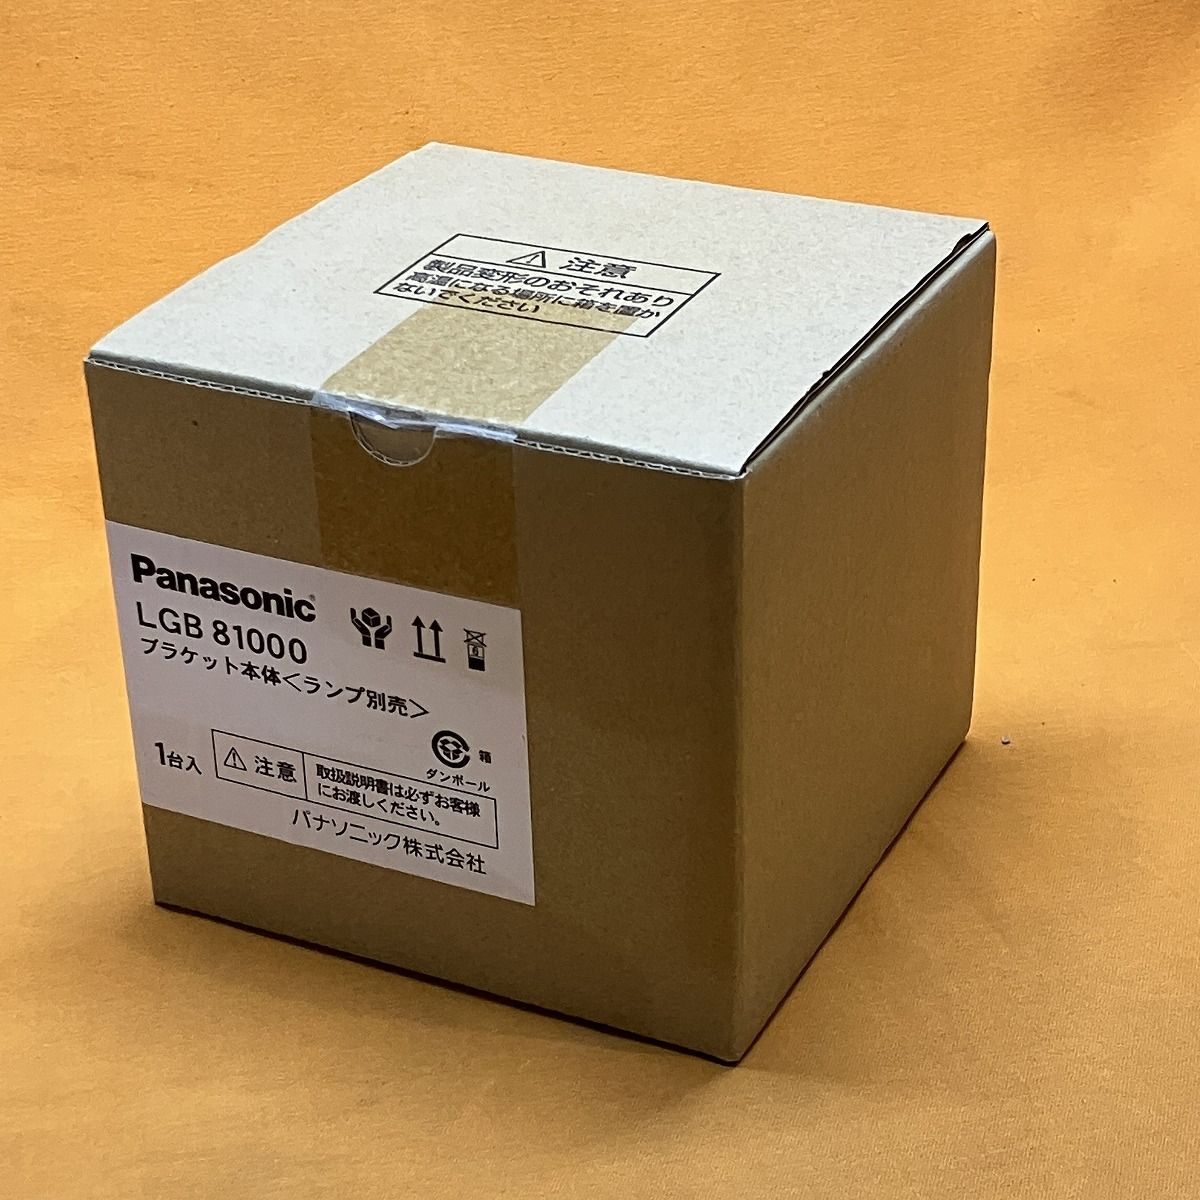 ⚠ 注意
製品変形のおそれあり
高温になる場所に箱を置か
ないでください
Panasonic®
LGB 81000
ブラケット本体<ランプ別売>
6
箱
ダンボール
1台入
⚠ 注意
取扱説明書は必ずお客様
にお渡しください。
パナソニック株式会社